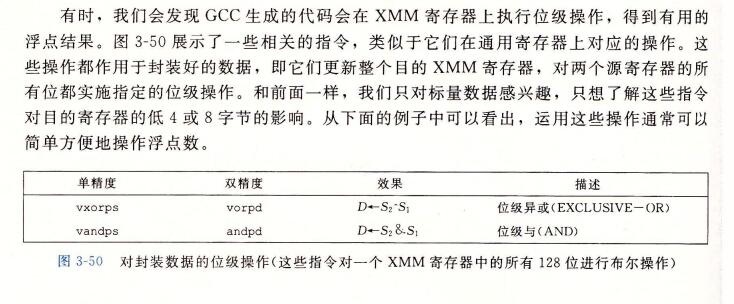 有时，我们会发现 GCC 生成的代码会在 XMM 寄存器上执行位级操作，得到有用的
浮点结果。图 3-50 展示了一些相关的指令，类似于它们在通用寄存器上对应的操作。这
些操作都作用于封装好的数据，即它们更新整个目的 XMM 寄存器，对两个源寄存器的所
有位都实施指定的位级操作。和前面一样，我们只对标量数据感兴趣，只想了解这些指令
对目的寄存器的低 4 或 8 字节的影响。从下面的例子中可以看出，运用这些操作通常可以
简单方便地操作浮点数。
单精度 双精度 效果 描述
vxorps vorpd D←S₂^S₁ 位级异或(EXCLUSIVE-OR)
vandps andpd D←S₂&S₁ 位级与(AND)
图 3-50 对封装数据的位级操作(这些指令对一个 XMM 寄存器中的所有 128 位进行布尔操作)